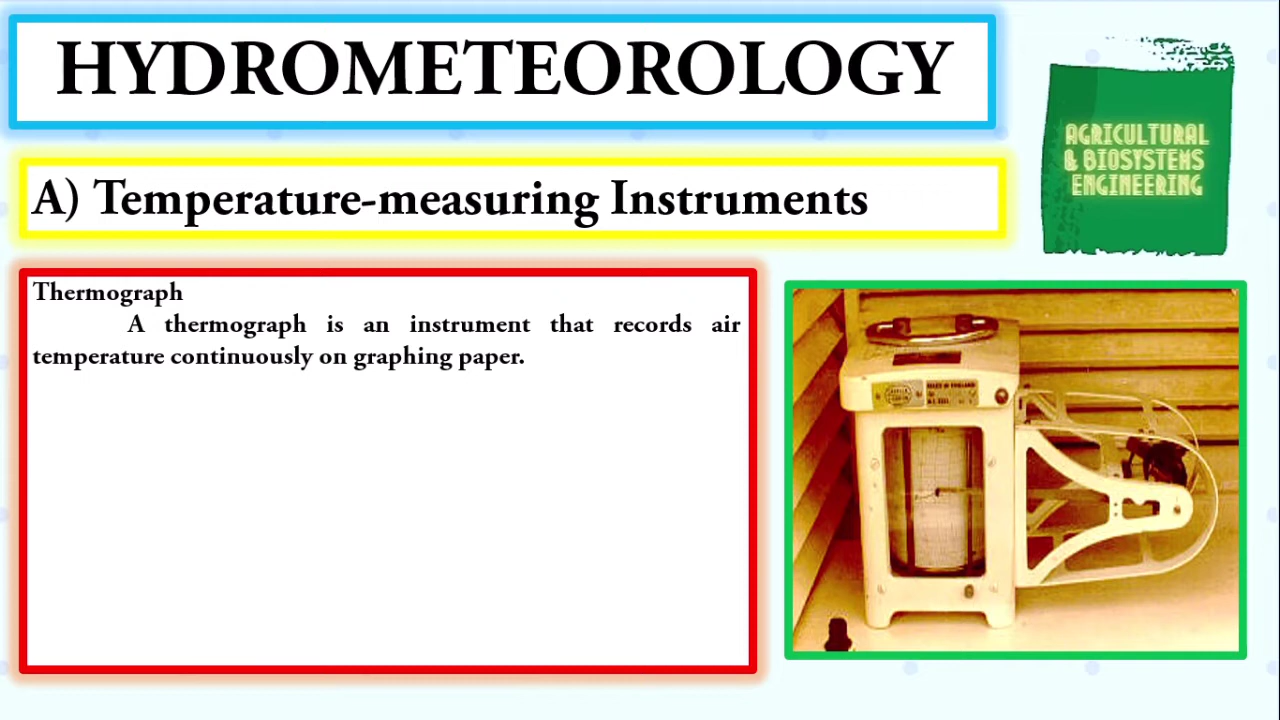 HYDROMETEOROLOGY
AGRICULTURAL
& BIOSYSTEMS
ENGINEERING
A) Temperature-measuring Instruments
Thermograph
A thermograph is an instrument that records air
temperature continuously on graphing paper.